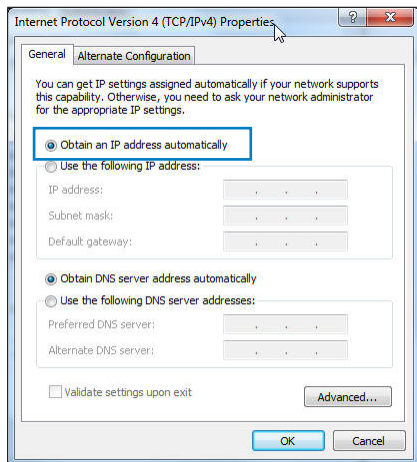 Internet Protocol Version 4 (TCP/IPv4) Properties
General
Alternate Configuration
You can get IP settings assigned automatically if your network supports
this capability. Otherwise, you need to ask your network administrator
for the appropriate IP settings.
Obtain an IP address automatically
Use the following IP address:
IP address:
Subnet mask:
Default gateway:
Obtain DNS server address automatically
Use the following DNS server addresses:
Preferred DNS server:
Alternate DNS server:
Validate settings upon exit
Advanced...
OK
Cancel